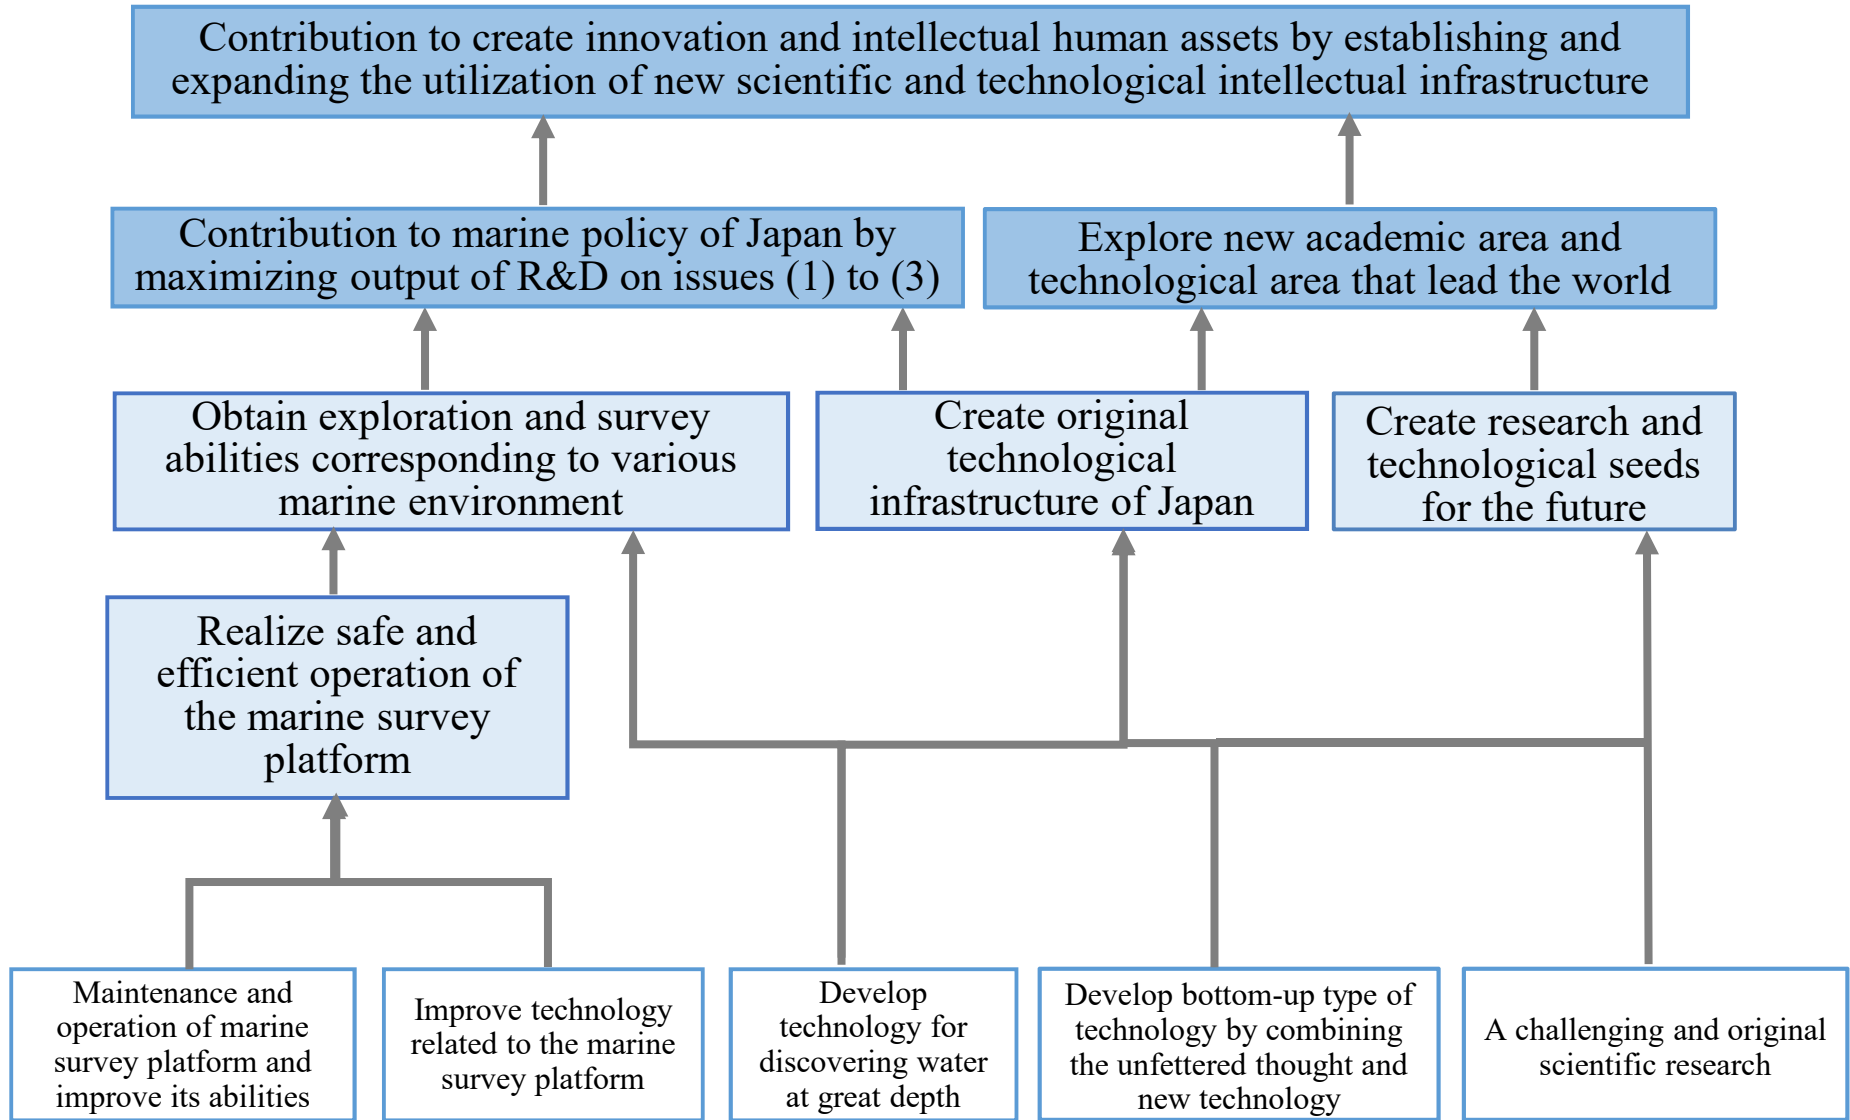 Contribution to create innovation and intellectual human assets by establishing and
expanding the utilization of new scientific and technological intellectual infrastructure
Contribution to marine policy of Japan by
maximizing output of R&D on issues (1) to (3)
Explore new academic area and
technological area that lead the world
Obtain exploration and survey
abilities corresponding to various
marine environment
Create original
technological
infrastructure of Japan
Create research and
technological seeds
for the future
Realize safe and
efficient operation of
the marine survey
platform
Maintenance and
operation of marine
survey platform and
improve its abilities
Improve technology
related to the marine
survey platform
Develop
technology for
discovering water
at great depth
Develop bottom-up type of
technology by combining
the unfettered thought and
new technology
A challenging and original
scientific research